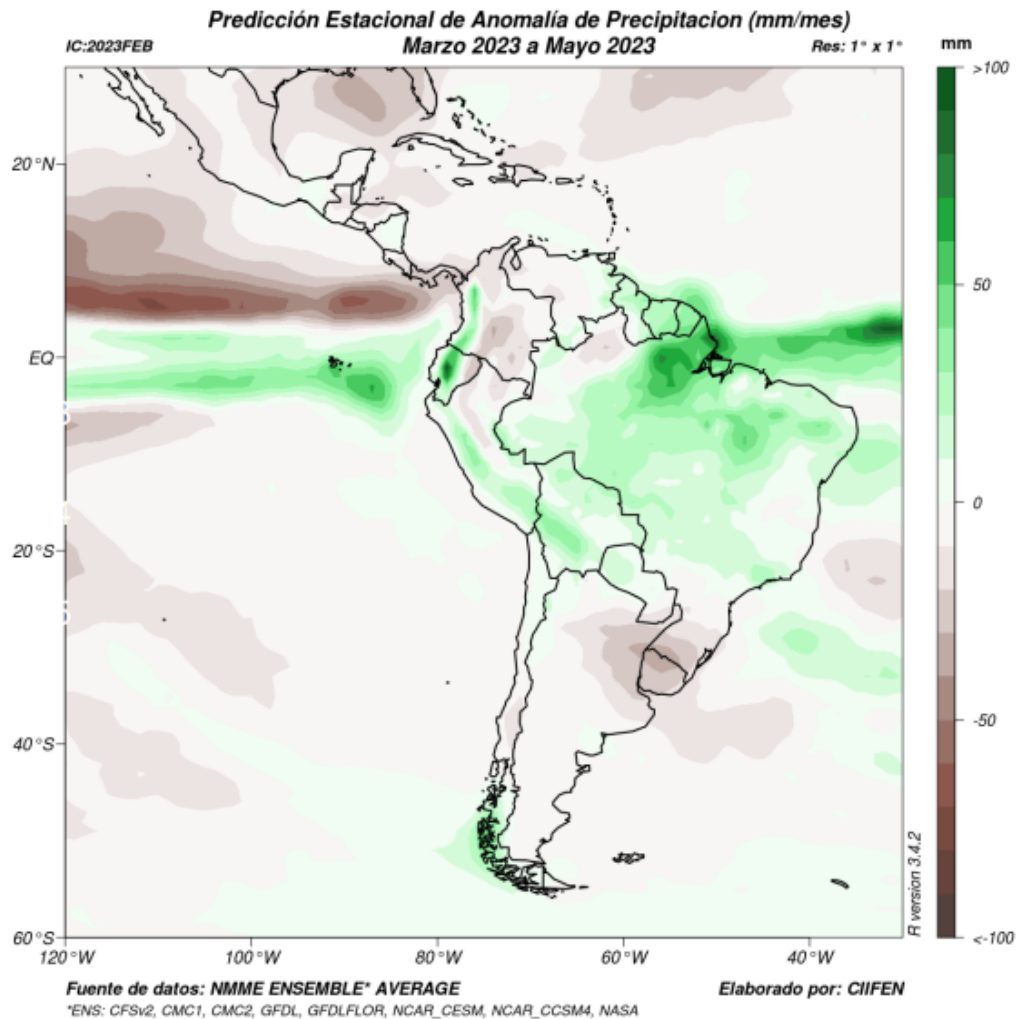 Predicción Estacional de Anomalía de Precipitacion (mm/mes)
IC:2023FEB
Marzo 2023 a Mayo 2023
Res: 1° x 1°
mm
>100
50
0
-50
<-100
20°N
EQ
20°S
40°S
60°S
120°W
100°W
80°W
60°W
40°W
R version 3.4.2
Fuente de datos: NMME ENSEMBLE* AVERAGE
Elaborado por: CIIFEN
*ENS: CFSv2, CMC1, CMC2, GFDL, GFDLFLOR, NCAR_CESM, NCAR_CCSM4, NASA